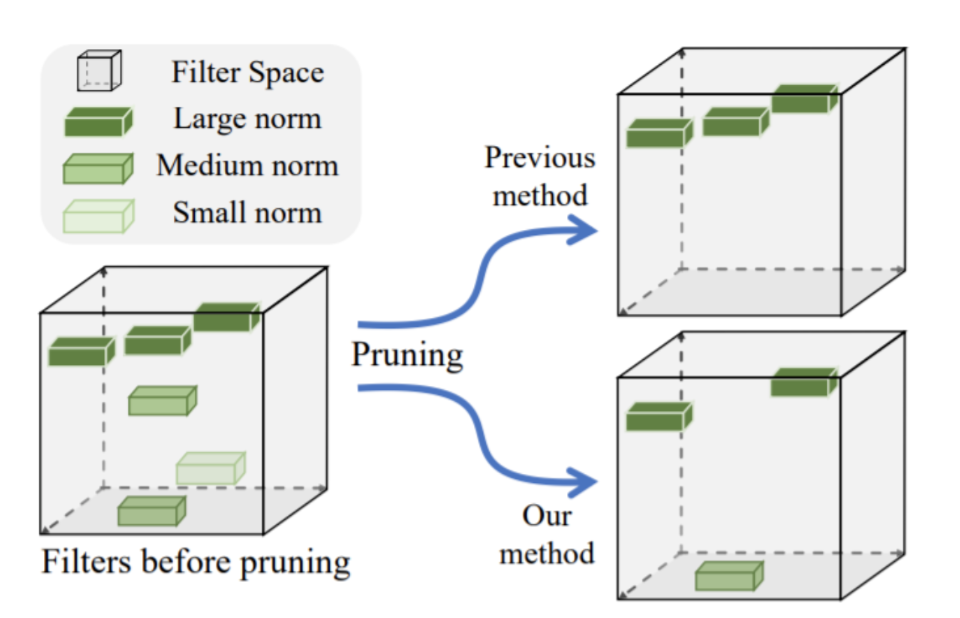 Filter Space
Large norm
Medium norm
Small norm
Previous
method
Pruning
Our
method
Filters before pruning